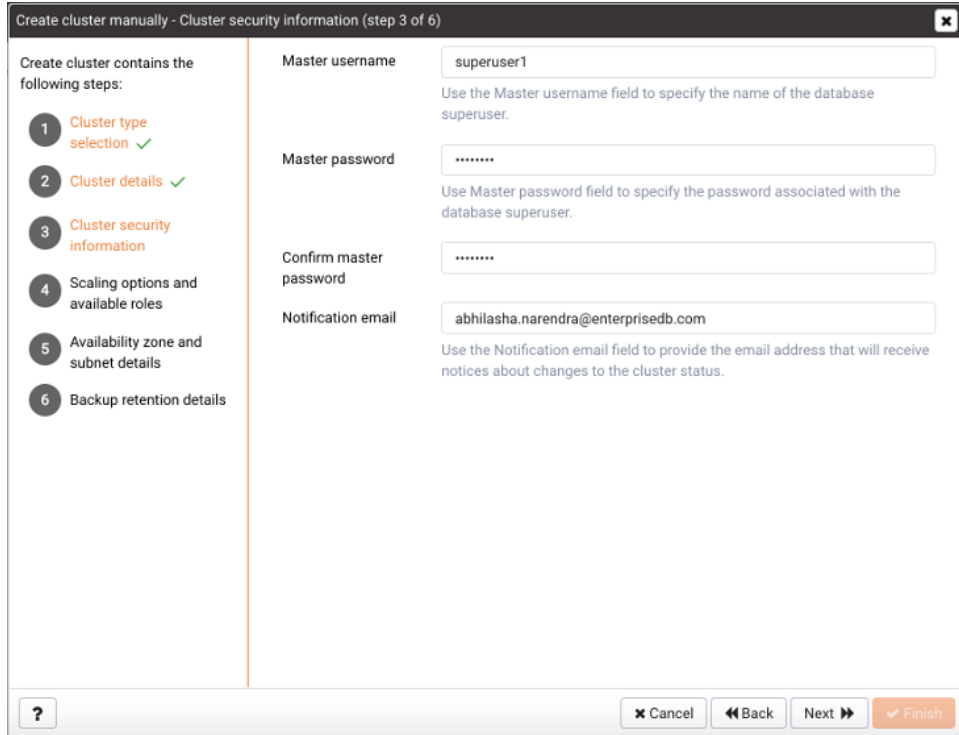 Create cluster manually - Cluster security information (step 3 of 6)
Create cluster contains the
following steps:
1 Cluster type
selection
2 Cluster details
3 Cluster security
information
4 Scaling options and
available roles
5 Availability zone and
subnet details
6 Backup retention details
Master username superuser1
Use the Master username field to specify the name of the database
superuser.
Master password ••••••••
Use Master password field to specify the password associated with the
database superuser.
Confirm master ••••••••
password
Notification email abhilasha.narendra@enterprisedb.com
Use the Notification email field to provide the email address that will receive
notices about changes to the cluster status.
? Cancel Back Next Finish